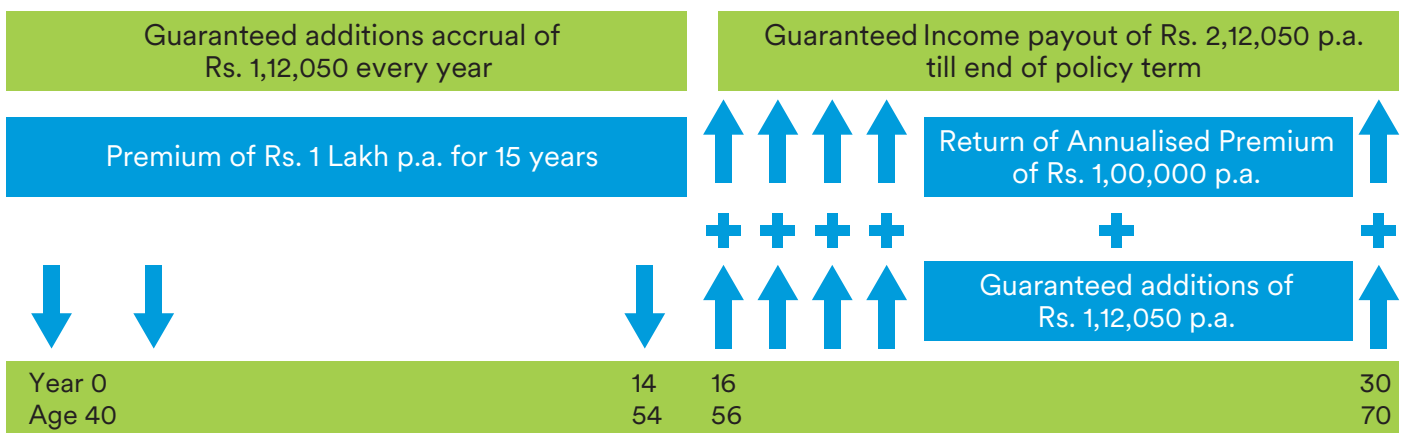 Guaranteed additions accrual of
Rs. 1,12,050 every year
Guaranteed Income payout of Rs. 2,12,050 p.a.
till end of policy term
Premium of Rs. 1 Lakh p.a. for 15 years
Return of Annualised Premium
of Rs. 1,00,000 p.a.
Guaranteed additions of
Rs. 1,12,050 p.a.
Year 0 14 16 30
Age 40 54 56 70